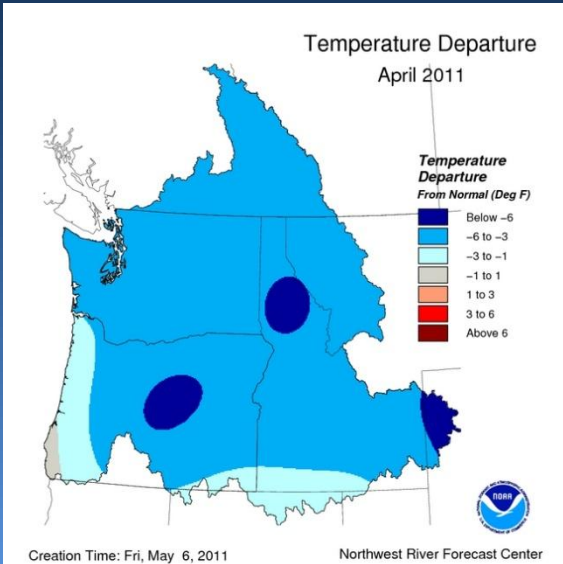 Temperature Departure
April 2011
Temperature
Departure
From Normal (Deg F)
Below −6
−6 to −3
−3 to −1
−1 to 1
1 to 3
3 to 6
Above 6
NOAA
Creation Time: Fri, May 6, 2011
Northwest River Forecast Center